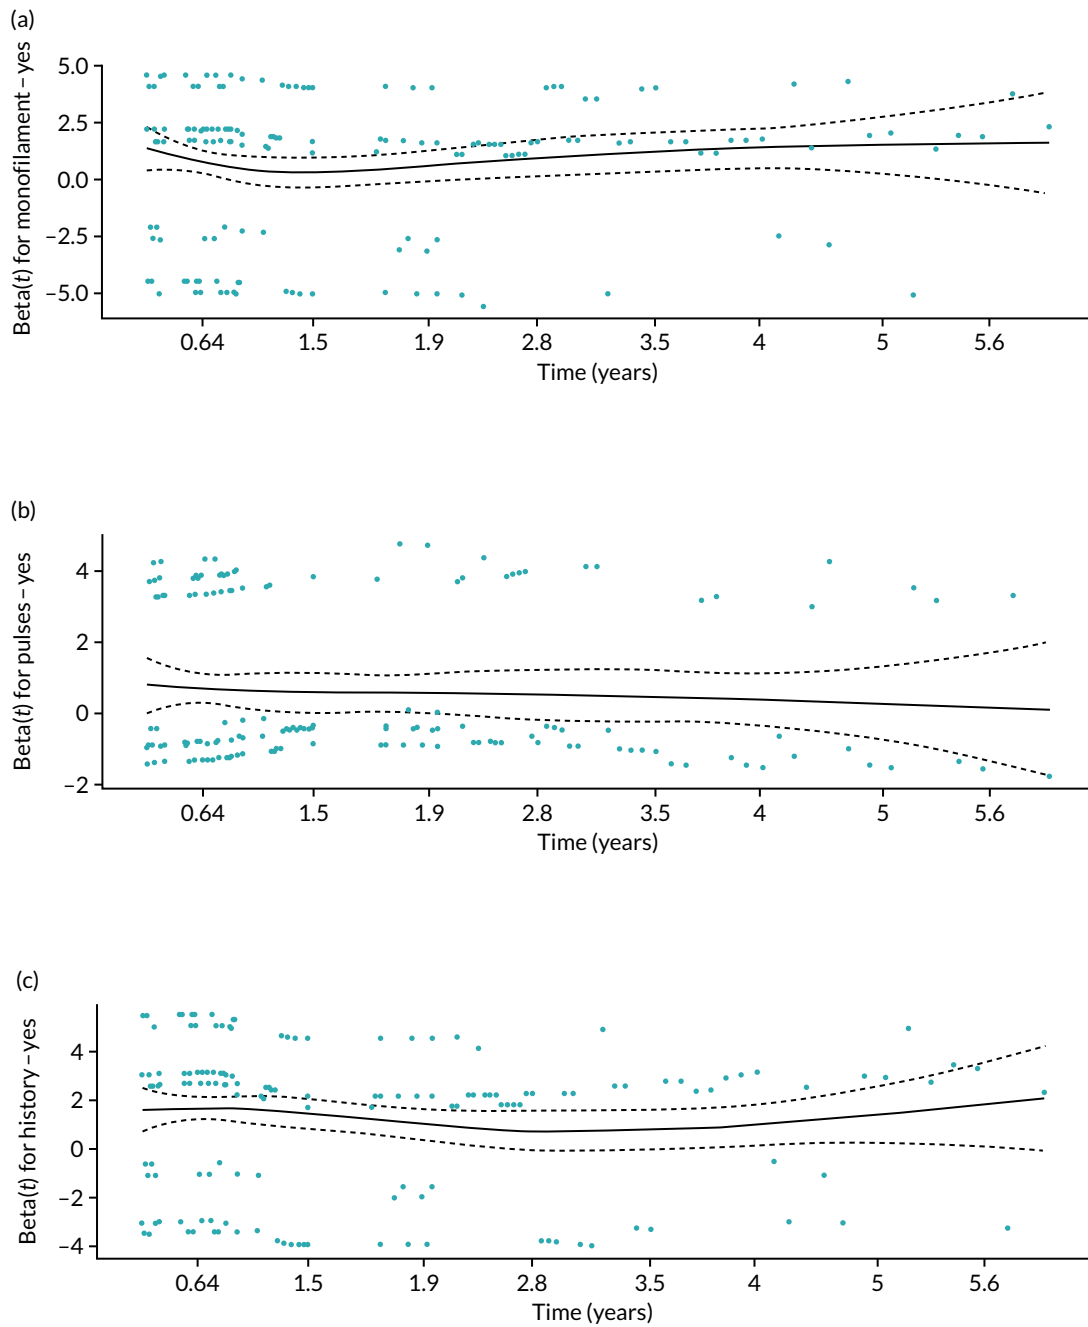 (a)
Beta(t) for monofilament – yes
5.0
2.5
0.0
–2.5
–5.0
0.64 1.5 1.9 2.8 3.5 4 5 5.6
Time (years)
(b)
Beta(t) for pulses – yes
4
2
0
–2
0.64 1.5 1.9 2.8 3.5 4 5 5.6
Time (years)
(c)
Beta(t) for history – yes
4
2
0
–2
–4
0.64 1.5 1.9 2.8 3.5 4 5 5.6
Time (years)